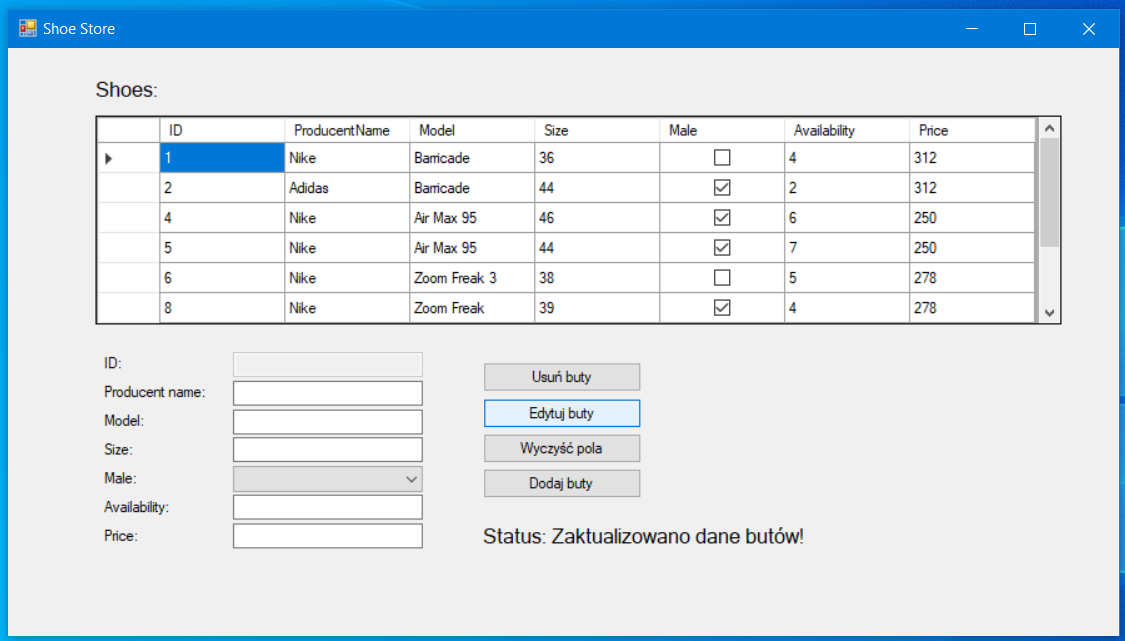 Shoe Store
Shoes:
ID ProducentName Model Size Male Availability Price
1 Nike Barricade 36 4 312
2 Adidas Barricade 44 2 312
4 Nike Air Max 95 46 6 250
5 Nike Air Max 95 44 7 250
6 Nike Zoom Freak 3 38 5 278
8 Nike Zoom Freak 39 4 278
ID:
Producent name:
Model:
Size:
Male:
Availability:
Price:
Usuń buty
Edytuj buty
Wyczyść pola
Dodaj buty
Status: Zaktualizowano dane butów!